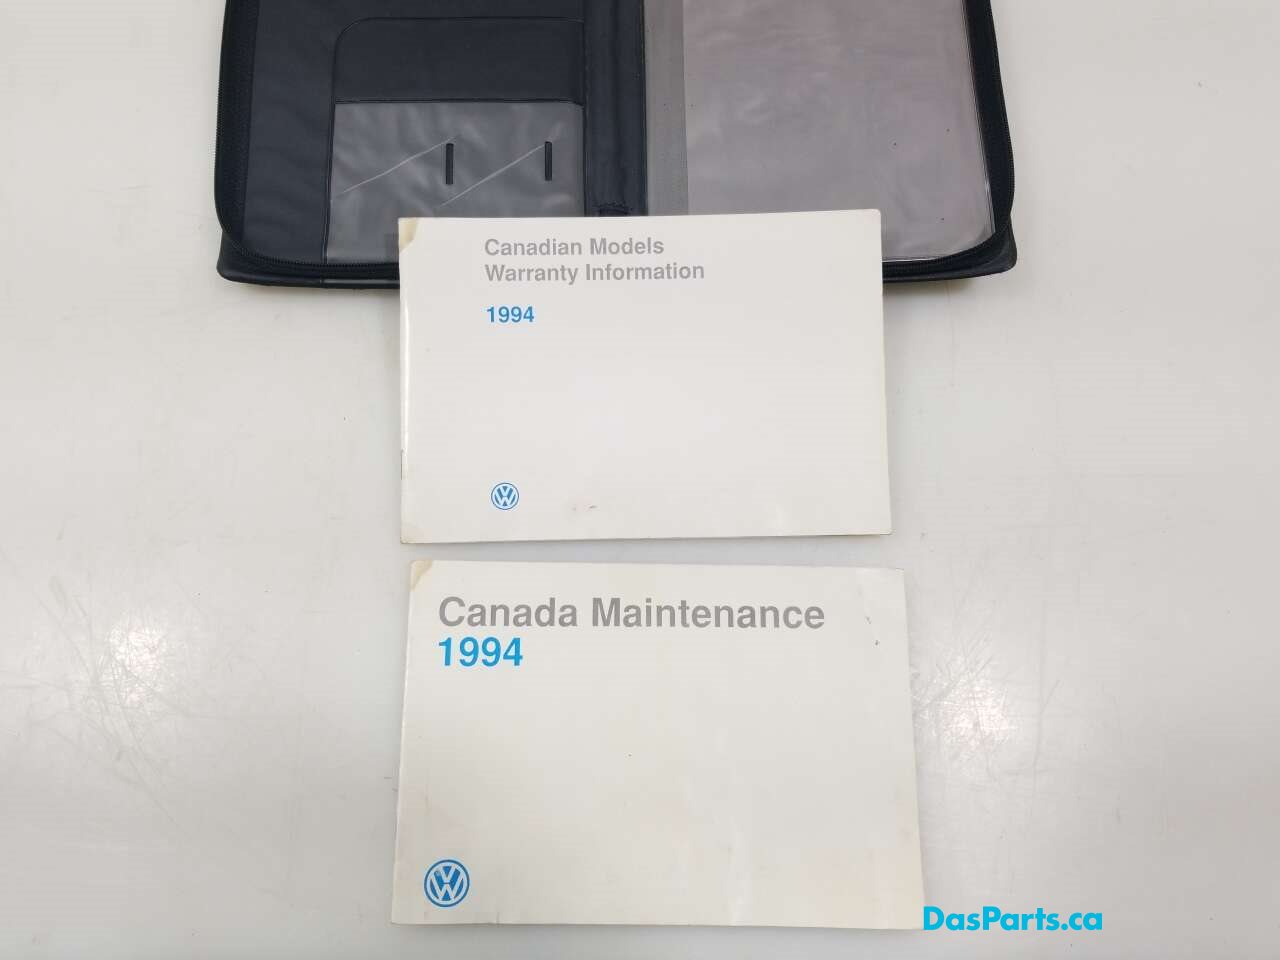 Canadian Models
Warranty Information
1994
Canada Maintenance
1994
DasParts.ca